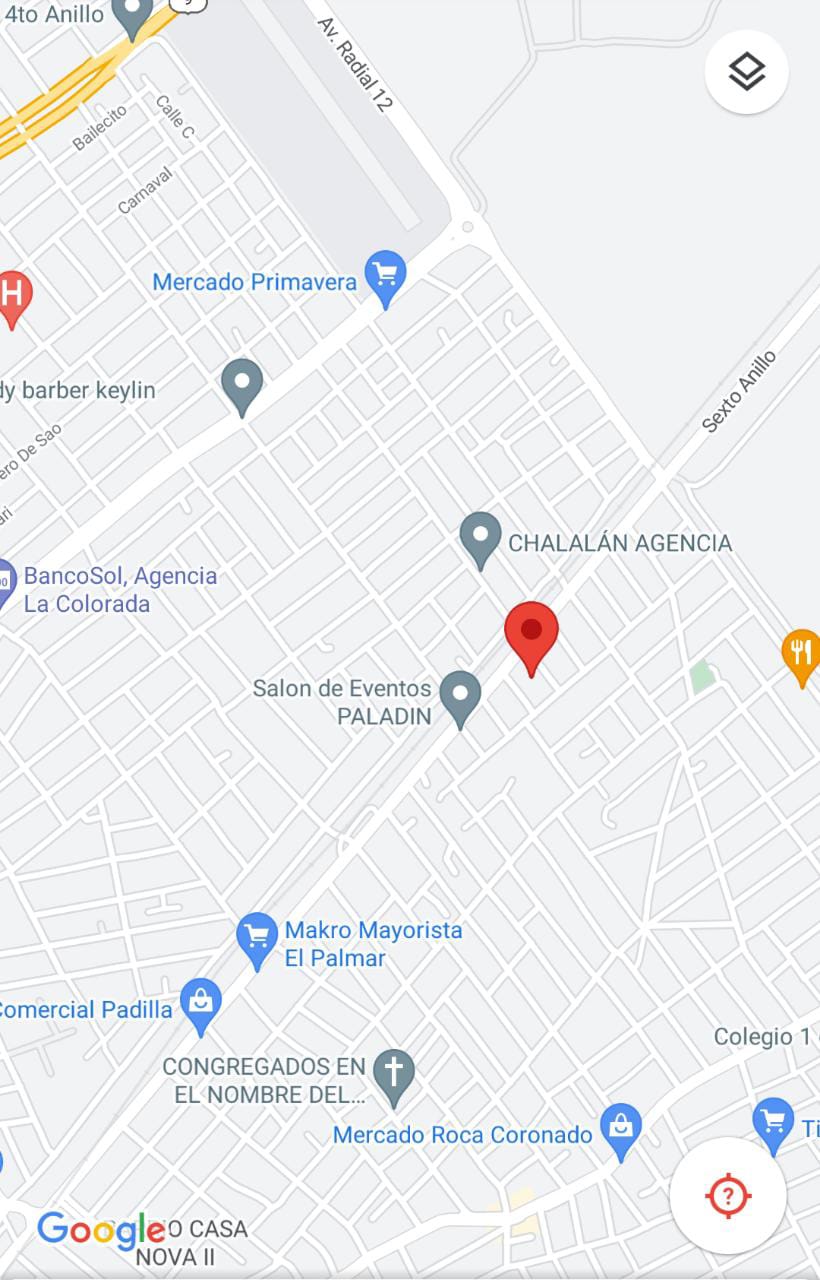 4to Anillo
9
Av. Radial 12
Bailecito
Calle C
Carnaval
H
Mercado Primavera
dy barber keylin
Sexto Anillo
ero De Sao
ari
CHALALÁN AGENCIA
BancoSol, Agencia
La Colorada
Salon de Eventos
PALADIN
Makro Mayorista
El Palmar
Comercial Padilla
Colegio 1
CONGREGADOS EN
EL NOMBRE DEL...
Mercado Roca Coronado
Ti
?
Google
CASA
NOVA II